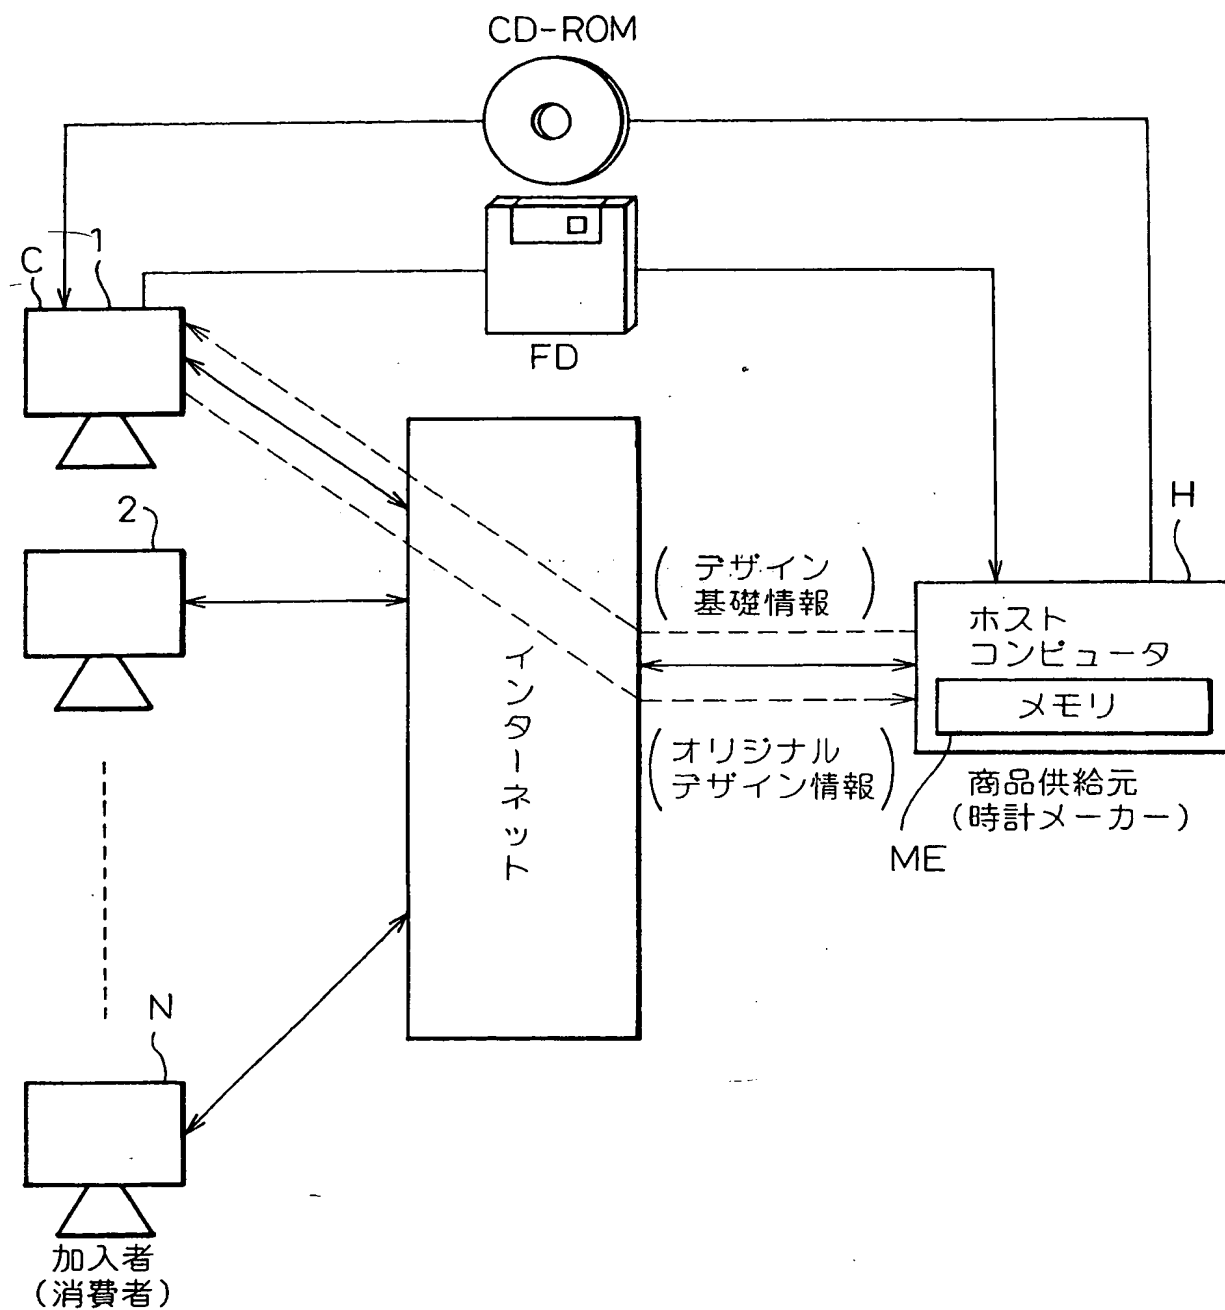 CD-ROM
FD
C
1
2
N
加入者
(消費者)
インターネット
(デザイン
基礎情報)
(オリジナル
デザイン情報)
H
ホスト
コンピュータ
メモリ
商品供給元
(時計メーカー)
ME